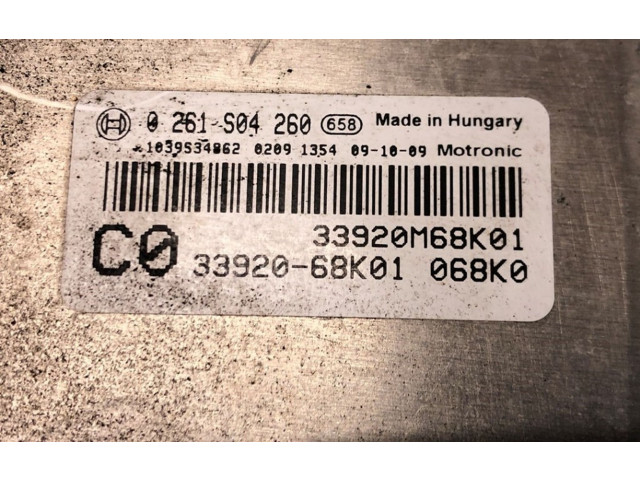 0 261 S04 260 658 Made in Hungary
1039S34862 0209 1354 09-10-09 Motronic
33920M68K01
C0 33920-68K01 068K0